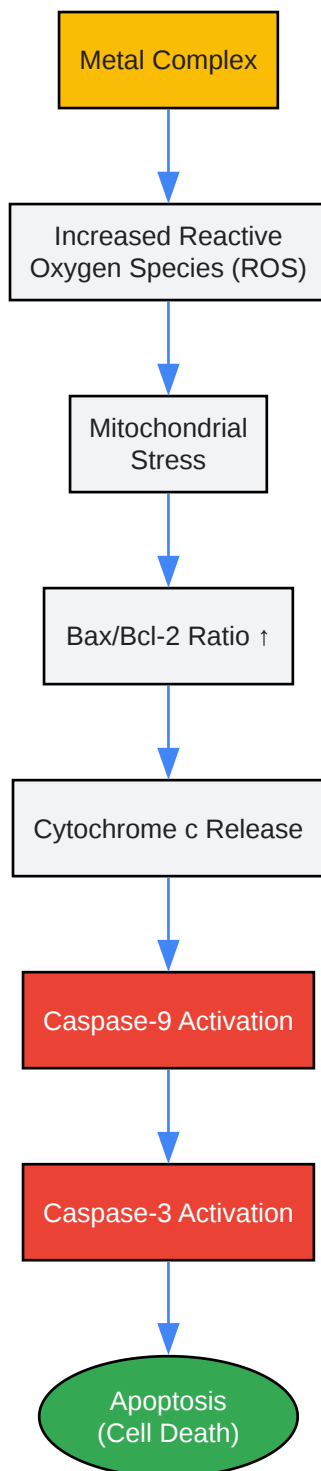 Metal Complex
Increased Reactive
Oxygen Species (ROS)
Mitochondrial
Stress
Bax/Bcl-2 Ratio ↑
Cytochrome c Release
Caspase-9 Activation
Caspase-3 Activation
Apoptosis
(Cell Death)